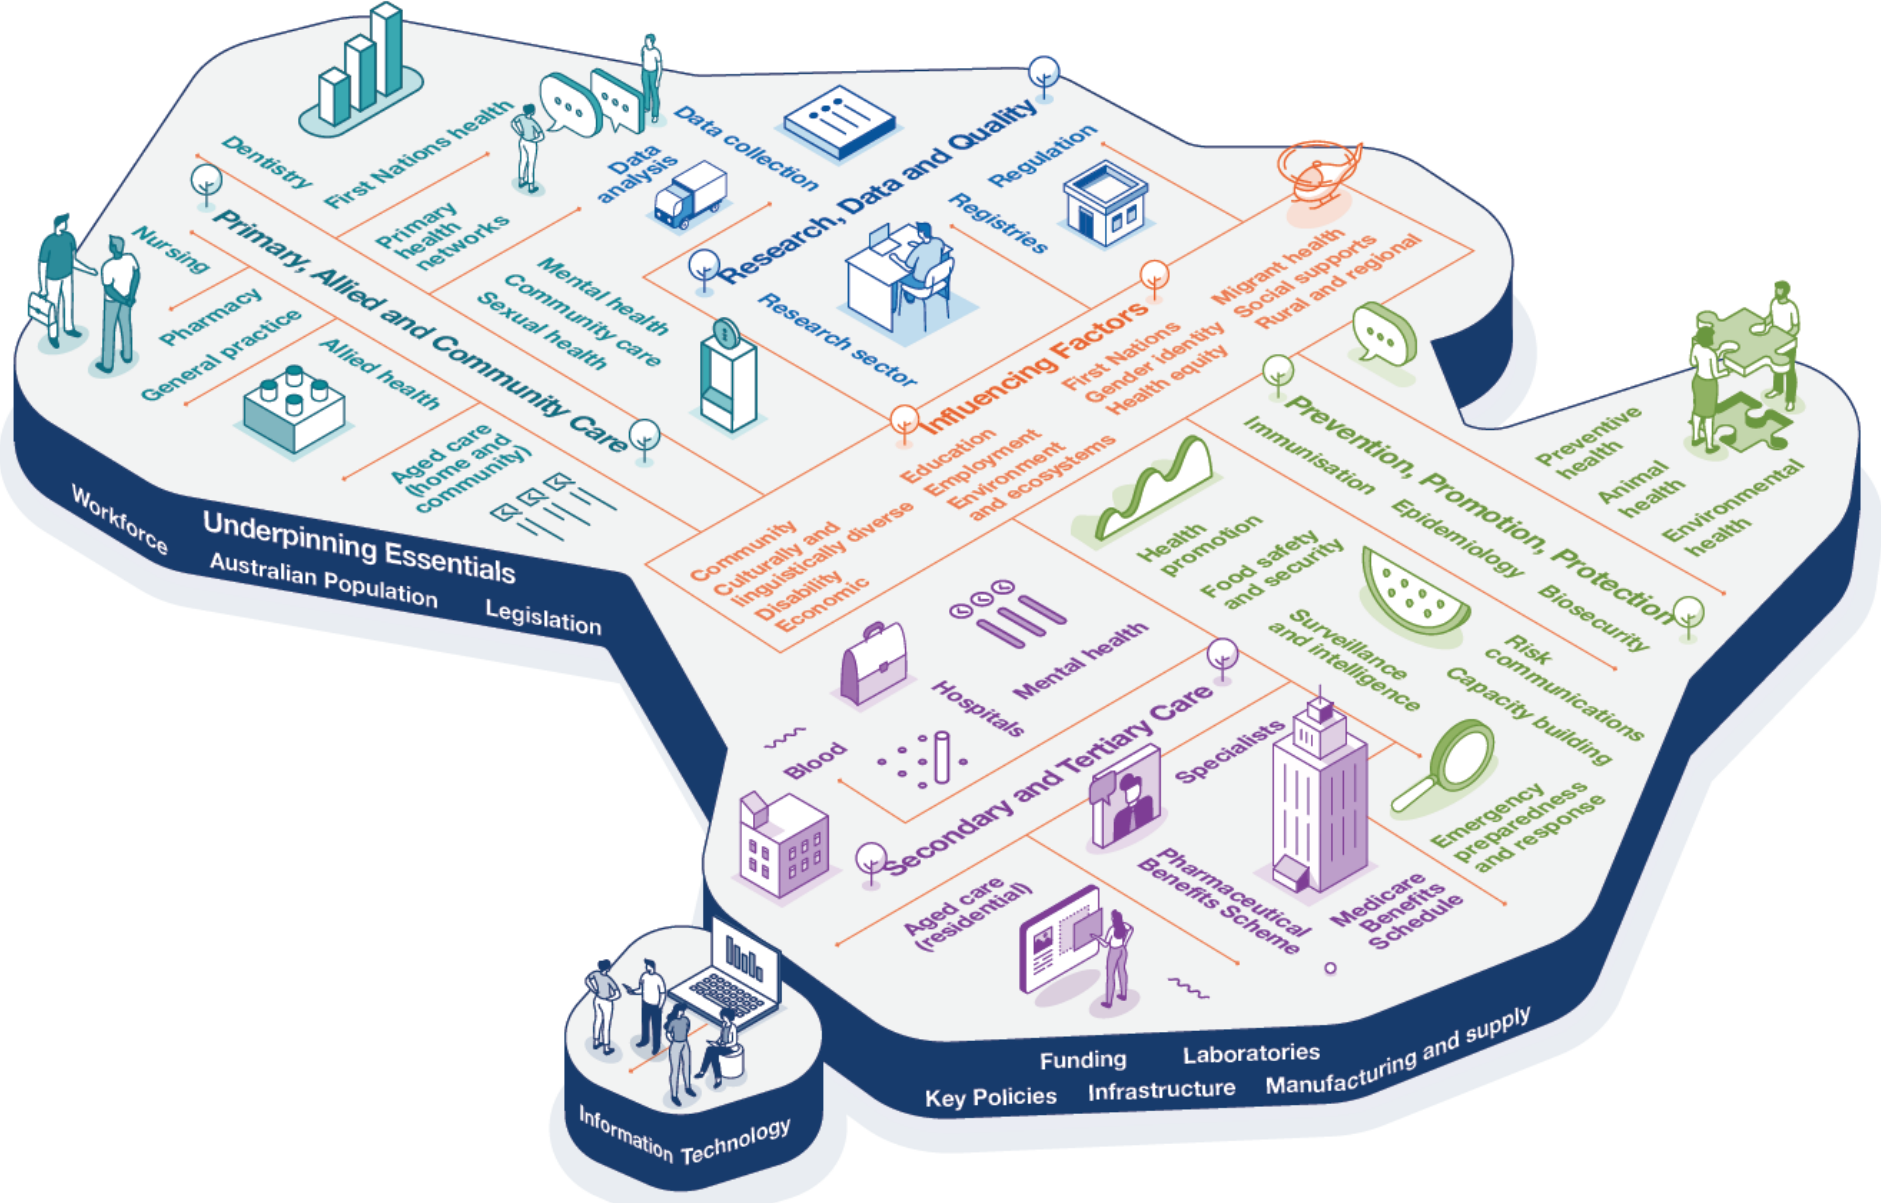 Dentistry
First Nations health
Primary
health
networks
Nursing
Primary, Allied and Community Care
Pharmacy
General practice
Allied health
Mental health
Community care
Sexual health
Aged care
(home and
community)
Data collection
Data
analysis
Research, Data and Quality
Regulation
Registries
Research sector
Influencing Factors
Migrant health
Social supports
Rural and regional
First Nations
Gender identity
Health equity
Education
Employment
Environment
and ecosystems
Community
Culturally and
linguistically diverse
Disability
Economic
Prevention, Promotion, Protection
Immunisation
Epidemiology
Biosecurity
Preventive
health
Animal
health
Environmental
health
Health
promotion
Food safety
and security
Surveillance
and intelligence
Risk
communications
Capacity building
Emergency
preparedness
and response
Mental health
Hospitals
Blood
Secondary and Tertiary Care
Specialists
Aged care
(residential)
Pharmaceutical
Benefits Scheme
Medicare
Benefits
Schedule
Underpinning Essentials
Workforce
Australian Population
Legislation
Funding
Laboratories
Key Policies
Infrastructure
Manufacturing and supply
Information Technology